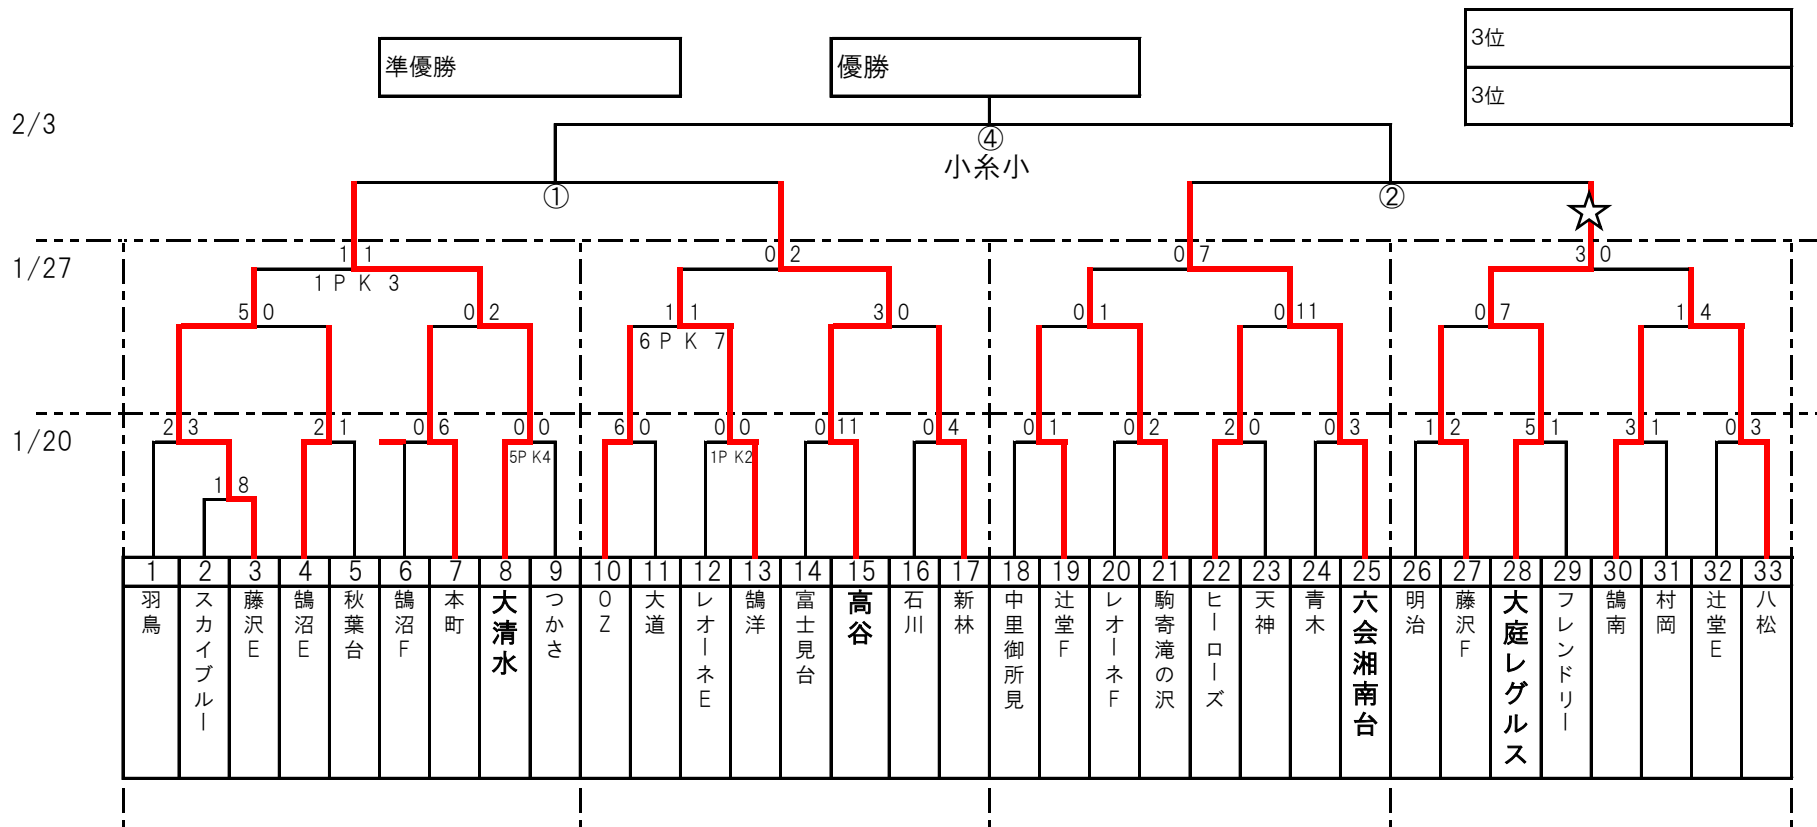 3位
準優勝 優勝
3位
2/3
④
小糸小
① ②
☆
1 1 0 2 0 7 3 0
1/27
1 P K 3
5 0 0 2 1 1 3 0 0 1 0 11 0 7 1 4
6 P K 7
2 3 2 1 0 6 0 0 6 0 0 0 0 11 0 4 0 1 0 2 2 0 0 3 1 2 5 1 3 1 0 3
1/20
5P K4 1P K2
1 8
1 2 3 4 5 6 7 8 9 10 11 12 13 14 15 16 17 18 19 20 21 22 23 24 25 26 27 28 29 30 31 32 33
羽鳥
スカイブルー
藤沢E
鵠沼E
秋葉台
鵠沼F
本町
大清水
つかさ
OZ
大道
レオーネE
鵠洋
富士見台
高谷
石川
新林
中里御所見
辻堂F
レオーネF
駒寄滝の沢
ヒーローズ
天神
青木
六会湘南台
明治
藤沢F
大庭レグルス
フレンドリー
鵠南
村岡
辻堂E
八松